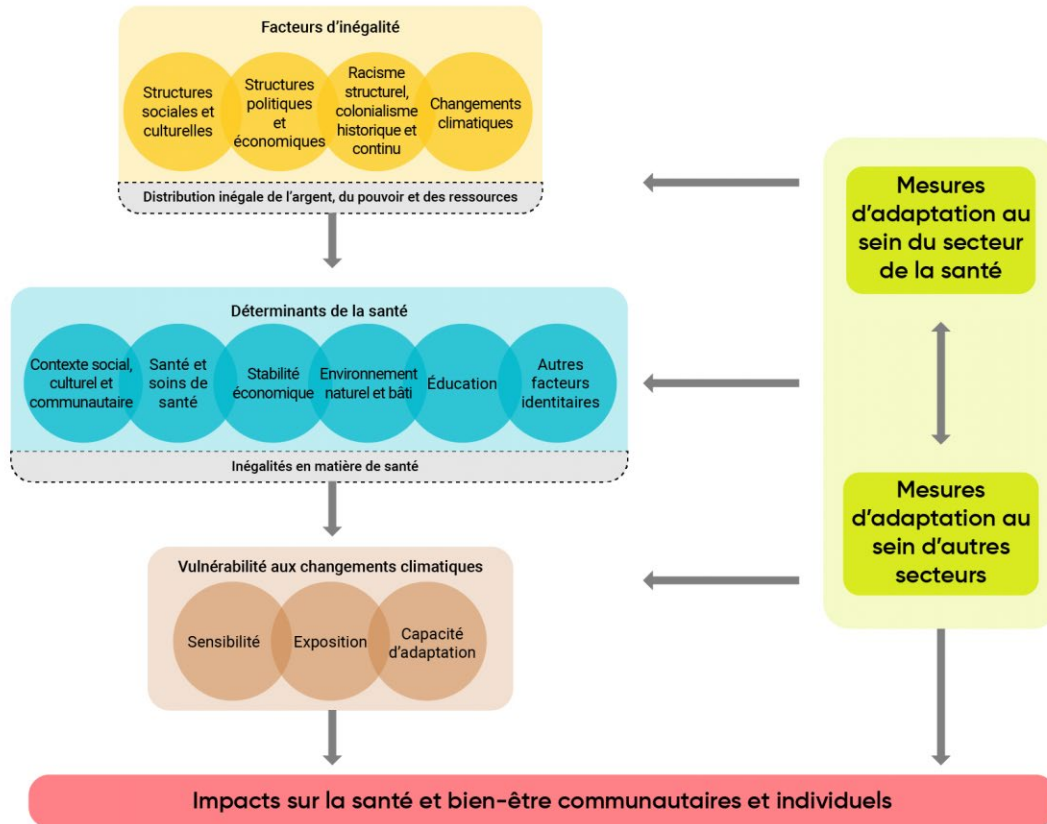 Facteurs d’inégalité
Structures
sociales et
culturelles
Structures
politiques
et
économiques
Racisme
structurel,
colonialisme
historique et
continu
Changements
climatiques
Distribution inégale de l’argent, du pouvoir et des ressources
Déterminants de la santé
Contexte social,
culturel et
communautaire
Santé et
soins de
santé
Stabilité
économique
Environnement
naturel et bâti
Éducation
Autres
facteurs
identitaires
Inégalités en matière de santé
Vulnérabilité aux changements climatiques
Sensibilité
Exposition
Capacité
d’adaptation
Mesures
d’adaptation au
sein du secteur
de la santé
Mesures
d’adaptation au
sein d’autres
secteurs
Impacts sur la santé et bien-être communautaires et individuels